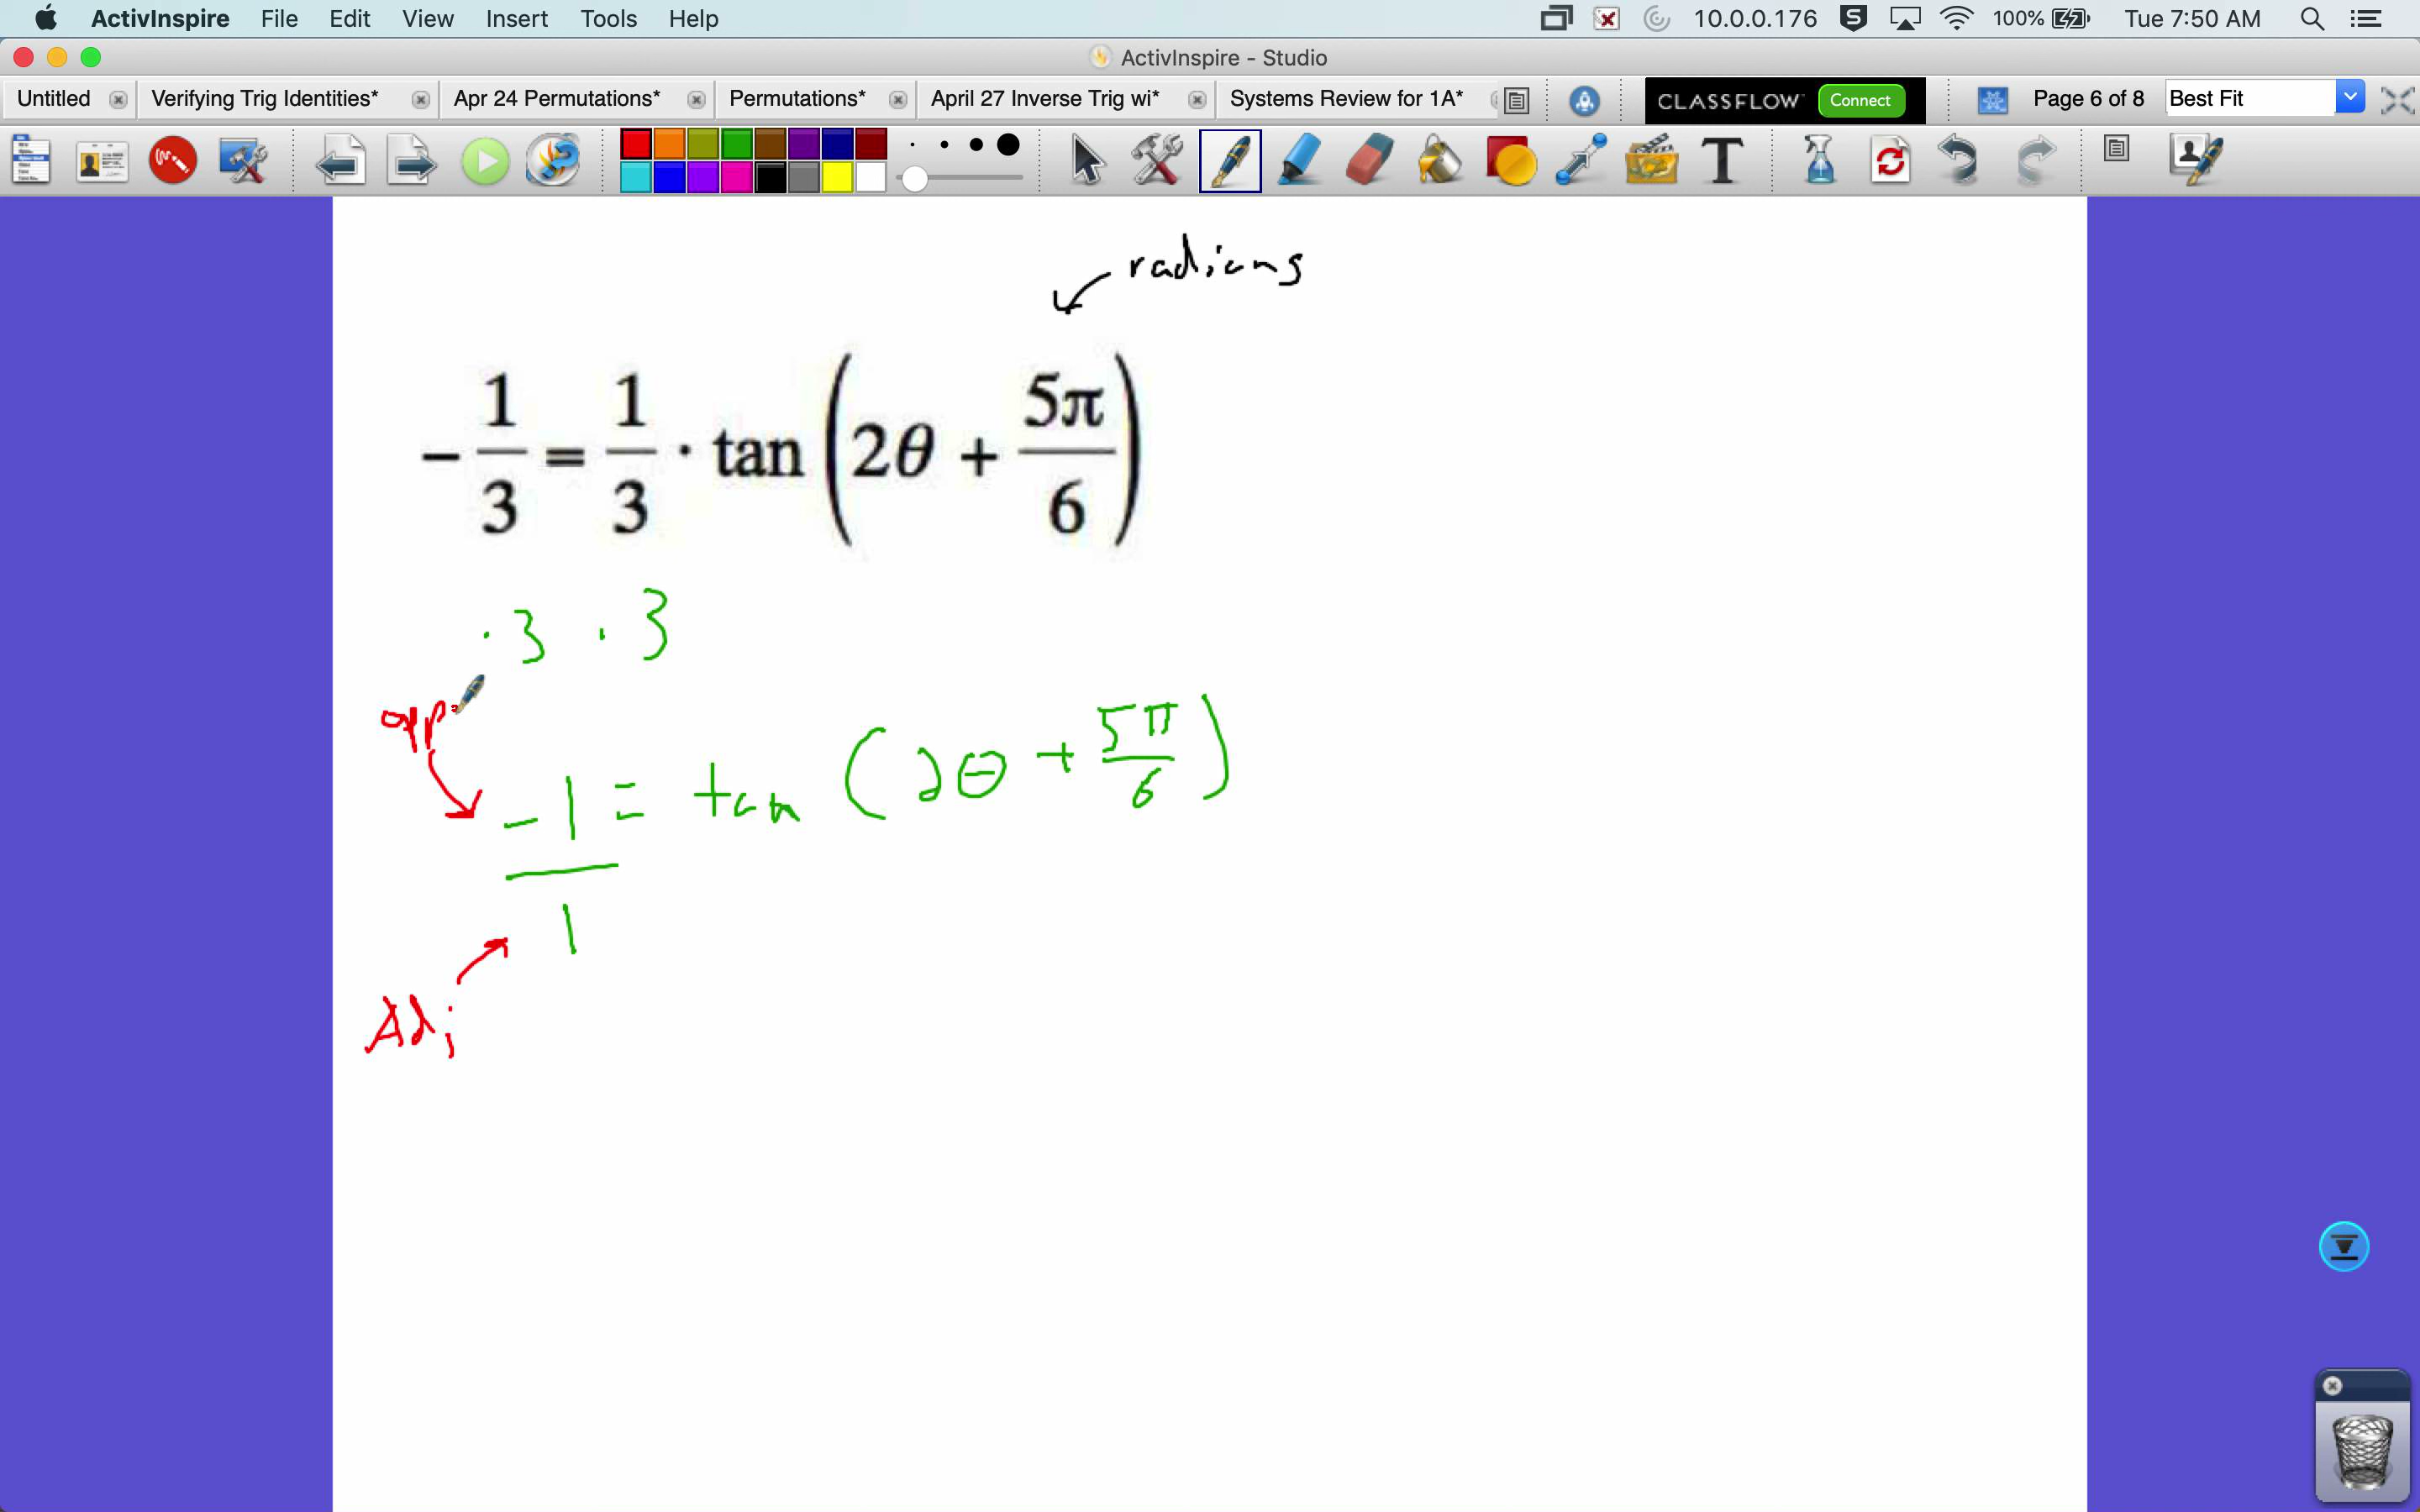 ActivInspire File Edit View Insert Tools Help 10.0.0.176 100% Tue 7:50 AM
ActivInspire - Studio
Untitled Verifying Trig Identities* Apr 24 Permutations* Permutations* April 27 Inverse Trig wi* Systems Review for 1A* CLASSFLOW Connect Page 6 of 8 Best Fit
radians
-1/3 = 1/3 · tan (2θ + 5π/6)
· 3 · 3
opp
-1/1 = tan (2θ + 5π/6)
Adj